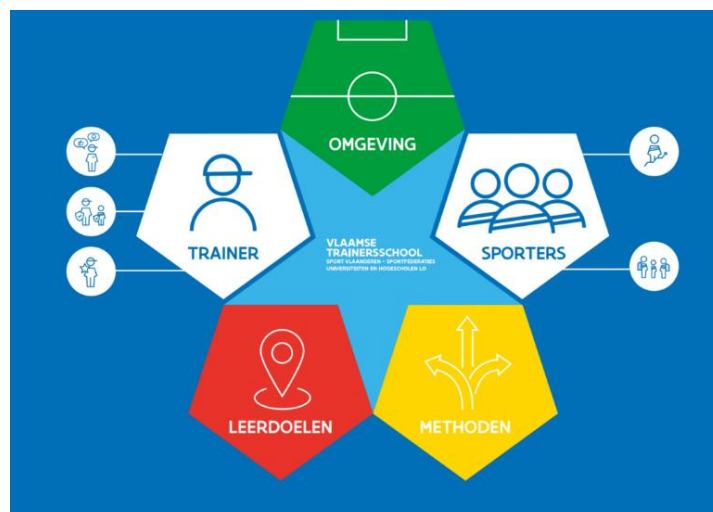 OMGEVING
TRAINER
SPORTERS
VLAAMSE
TRAINERSSCHOOL
SPORT VLAANDEREN - SPORTFEDERATIES
UNIVERSITEITEN EN HOGESCHOLEN LO
LEERDOELEN
METHODEN